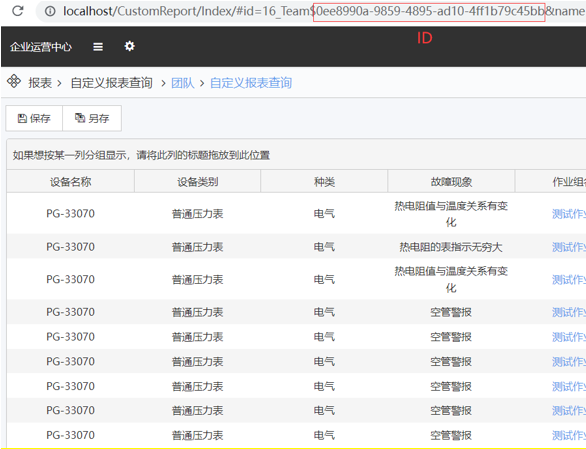 localhost/CustomReport/Index/#id=16_Team$0ee8990a-9859-4895-ad10-4ff1b79c45bb&name
ID
企业运营中心
报表 > 自定义报表查询 > 团队 > 自定义报表查询
保存 另存
如果想按某一列分组显示，请将此列的标题拖放到此位置
设备名称 设备类别 种类 故障现象 作业组名
PG-33070 普通压力表 电气 热电阻值与温度关系有变
化 测试作业
PG-33070 普通压力表 电气 热电阻的表指示无穷大 测试作业
PG-33070 普通压力表 电气 热电阻值与温度关系有变
化 测试作业
PG-33070 普通压力表 电气 空管警报 测试作业
PG-33070 普通压力表 电气 空管警报 测试作业
PG-33070 普通压力表 电气 空管警报 测试作业
PG-33070 普通压力表 电气 空管警报 测试作业
PG-33070 普通压力表 电气 空管警报 测试作业
PG-33070 普通压力表 电气 空管警报 测试作业